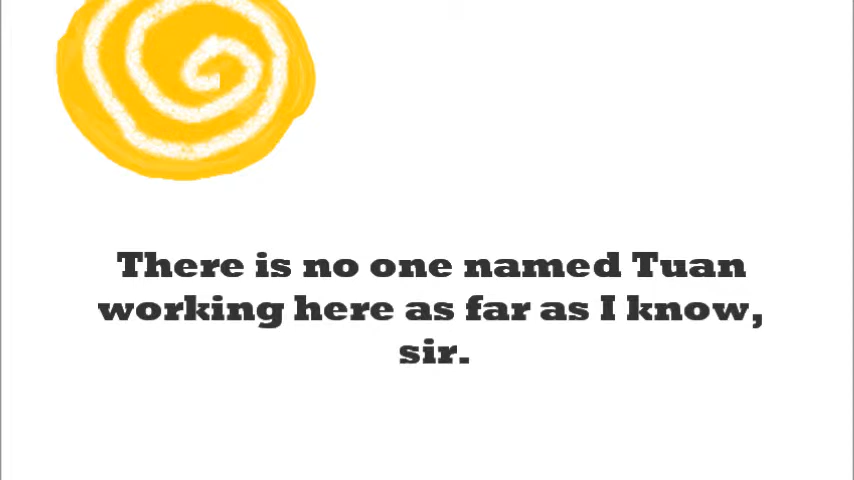 There is no one named Tuan
working here as far as I know,
sir.